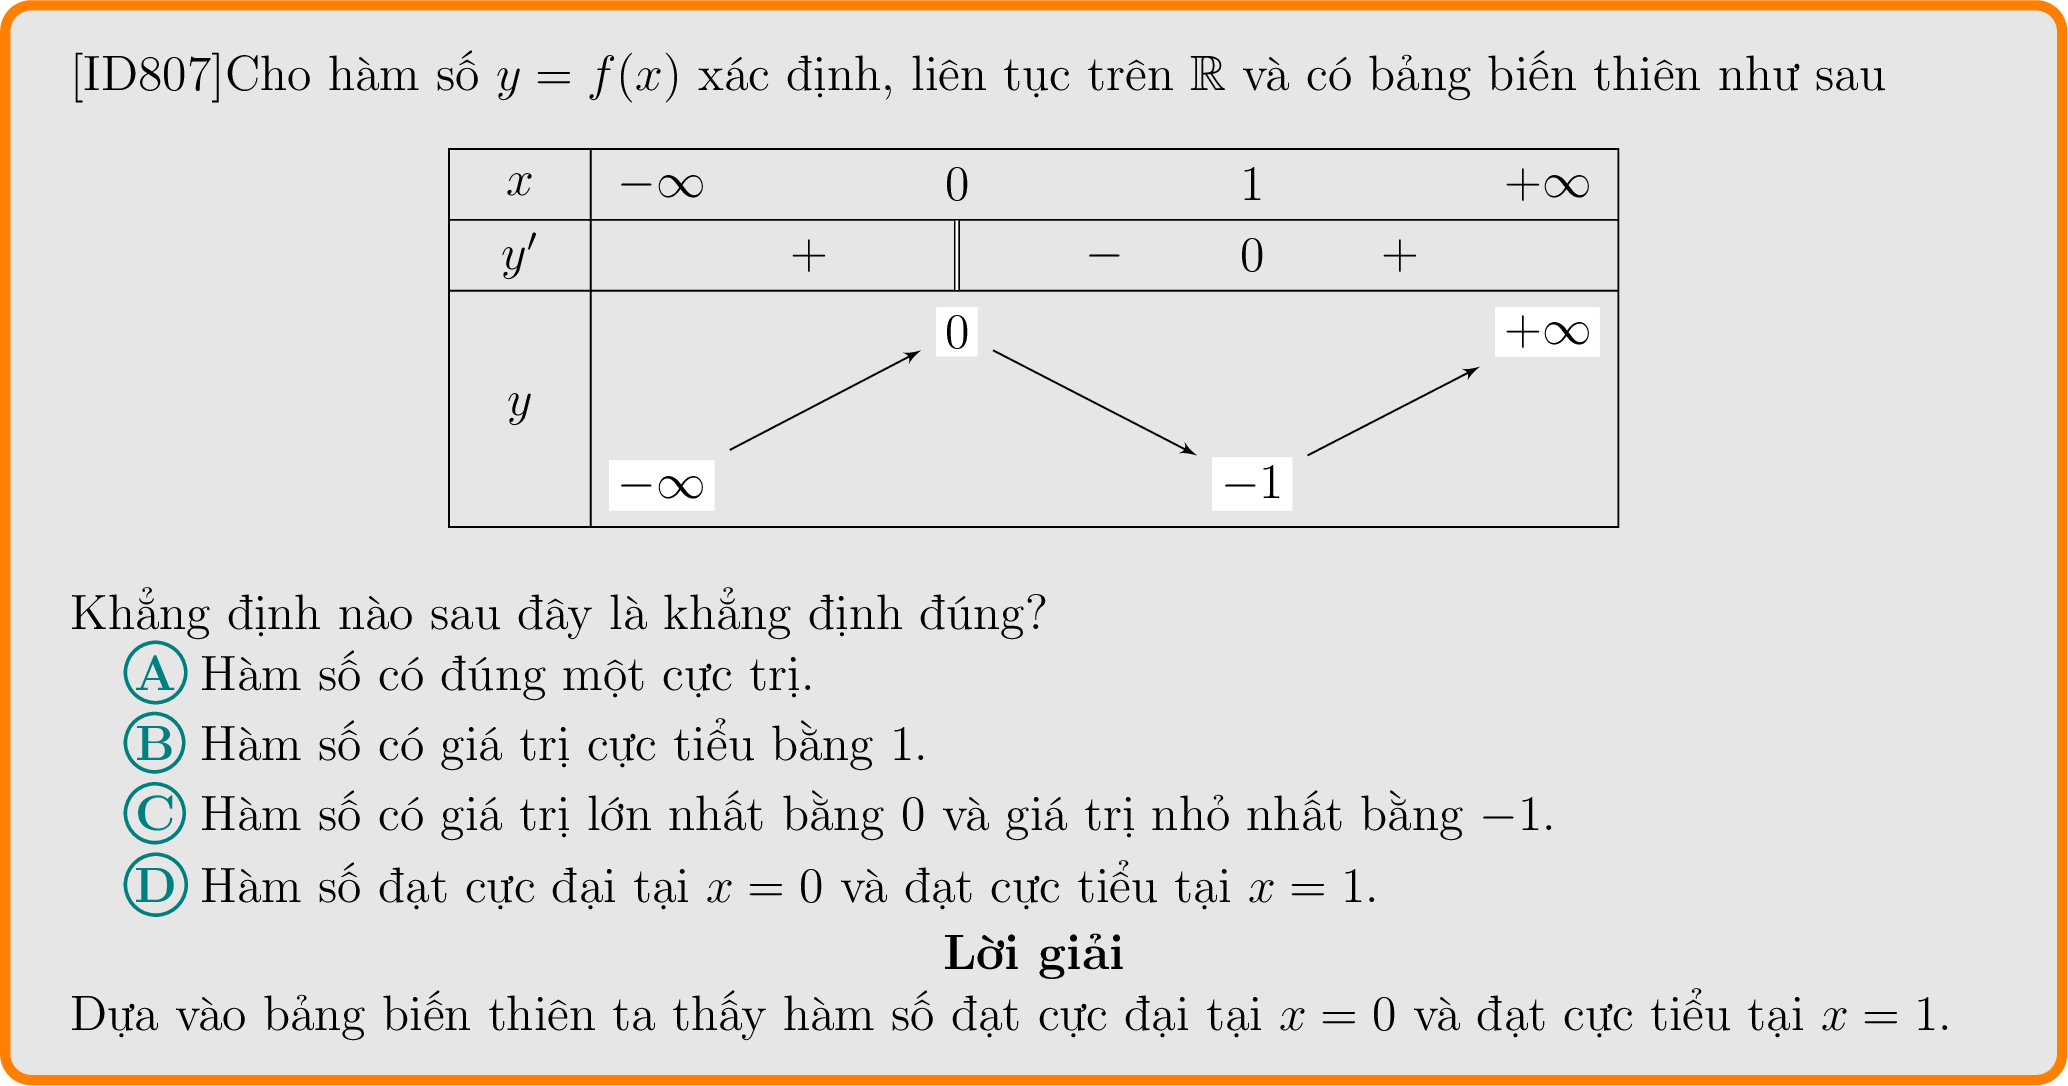 [ID807]Cho hàm số y = f(x) xác định, liên tục trên ℝ và có bảng biến thiên như sau
x −∞ 0 1 +∞
y′ + − 0 +
0 +∞
y
−∞ −1
Khẳng định nào sau đây là khẳng định đúng?
A Hàm số có đúng một cực trị.
B Hàm số có giá trị cực tiểu bằng 1.
C Hàm số có giá trị lớn nhất bằng 0 và giá trị nhỏ nhất bằng −1.
D Hàm số đạt cực đại tại x = 0 và đạt cực tiểu tại x = 1.
Lời giải
Dựa vào bảng biến thiên ta thấy hàm số đạt cực đại tại x = 0 và đạt cực tiểu tại x = 1.